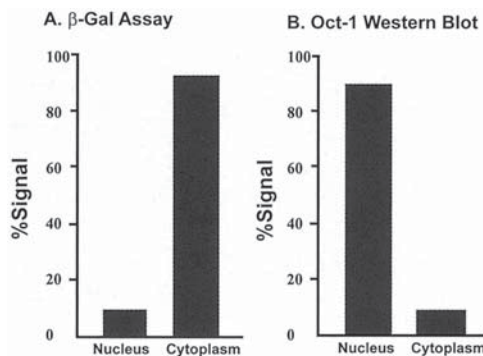 A. β-Gal Assay
%Signal
100
80
60
40
20
0
Nucleus Cytoplasm
B. Oct-1 Western Blot
%Signal
100
80
60
40
20
0
Nucleus Cytoplasm